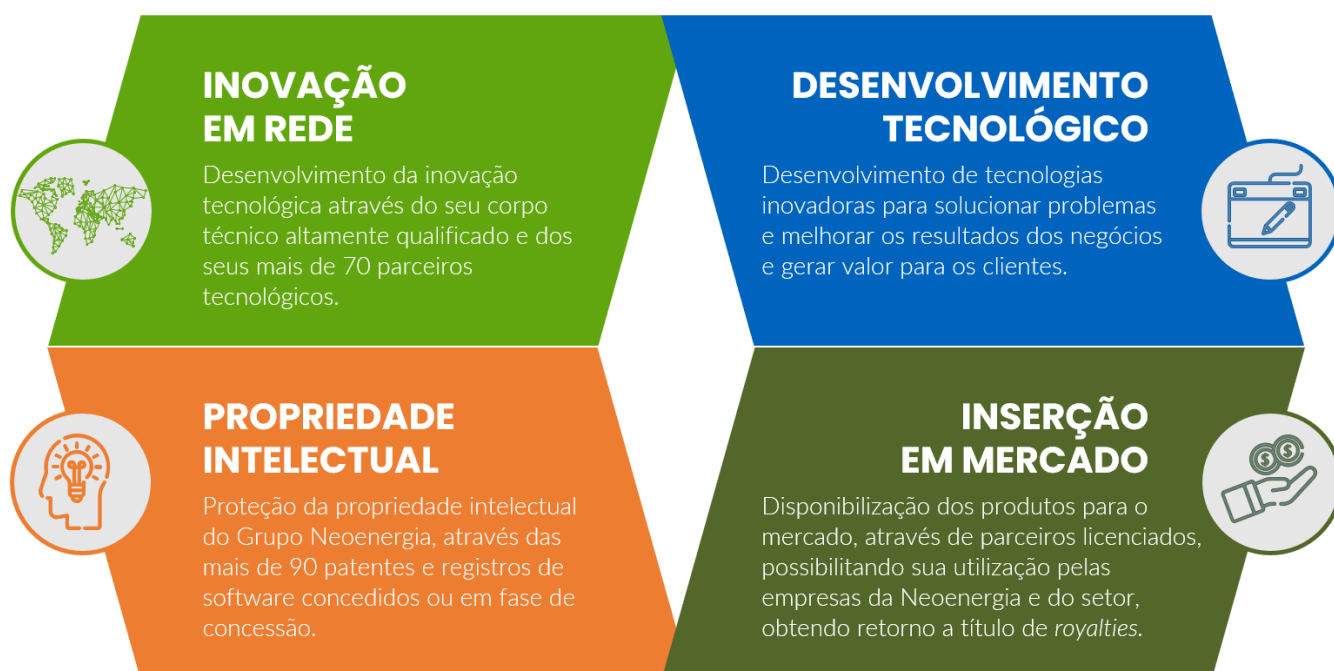 INOVAÇÃO
EM REDE
Desenvolvimento da inovação
tecnológica através do seu corpo
técnico altamente qualificado e dos
seus mais de 70 parceiros
tecnológicos.
DESENVOLVIMENTO
TECNOLÓGICO
Desenvolvimento de tecnologias
inovadoras para solucionar problemas
e melhorar os resultados dos negócios
e gerar valor para os clientes.
PROPRIEDADE
INTELECTUAL
Proteção da propriedade intelectual
do Grupo Neoenergia, através das
mais de 90 patentes e registros de
software concedidos ou em fase de
concessão.
INSERÇÃO
EM MERCADO
Disponibilização dos produtos para o
mercado, através de parceiros licenciados,
possibilitando sua utilização pelas
empresas da Neoenergia e do setor,
obtendo retorno a título de royalties.